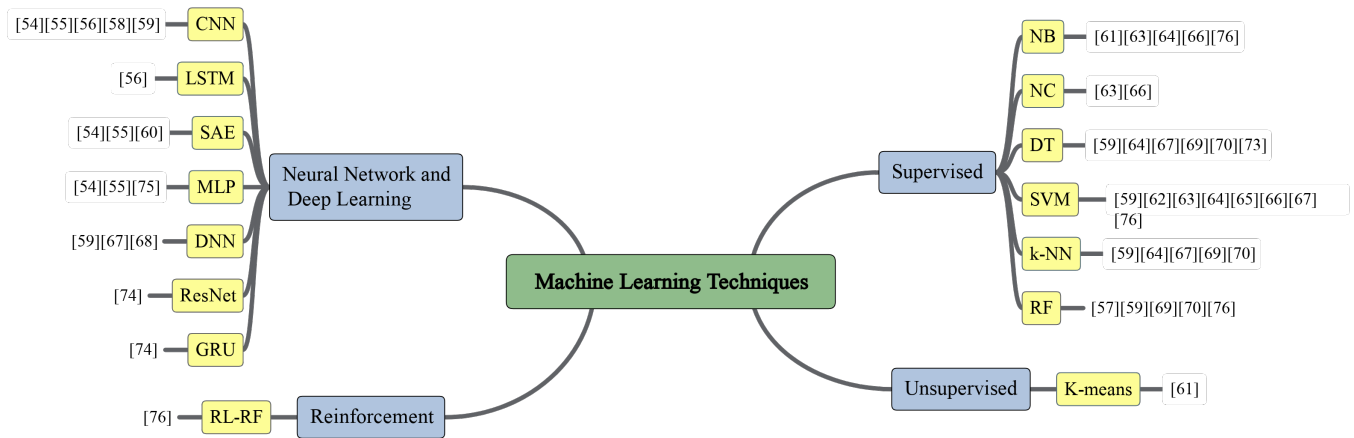 Machine Learning Techniques
Neural Network and
Deep Learning
CNN
[54][55][56][58][59]
LSTM
[56]
SAE
[54][55][60]
MLP
[54][55][75]
DNN
[59][67][68]
ResNet
[74]
GRU
[74]
Reinforcement
RL-RF
[76]
Supervised
NB
[61][63][64][66][76]
NC
[63][66]
DT
[59][64][67][69][70][73]
SVM
[59][62][63][64][65][66][67]
[76]
k-NN
[59][64][67][69][70]
RF
[57][59][69][70][76]
Unsupervised
K-means
[61]